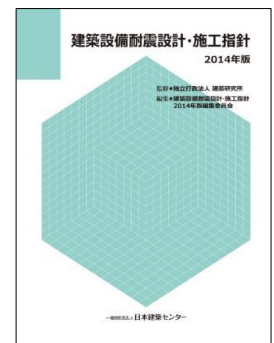 建築設備耐震設計・施工指針
2014年版
監修●独立行政法人 建築研究所
編集●建築設備耐震設計・施工指針
2014年版編集委員会
一般財団法人 日本建築センター